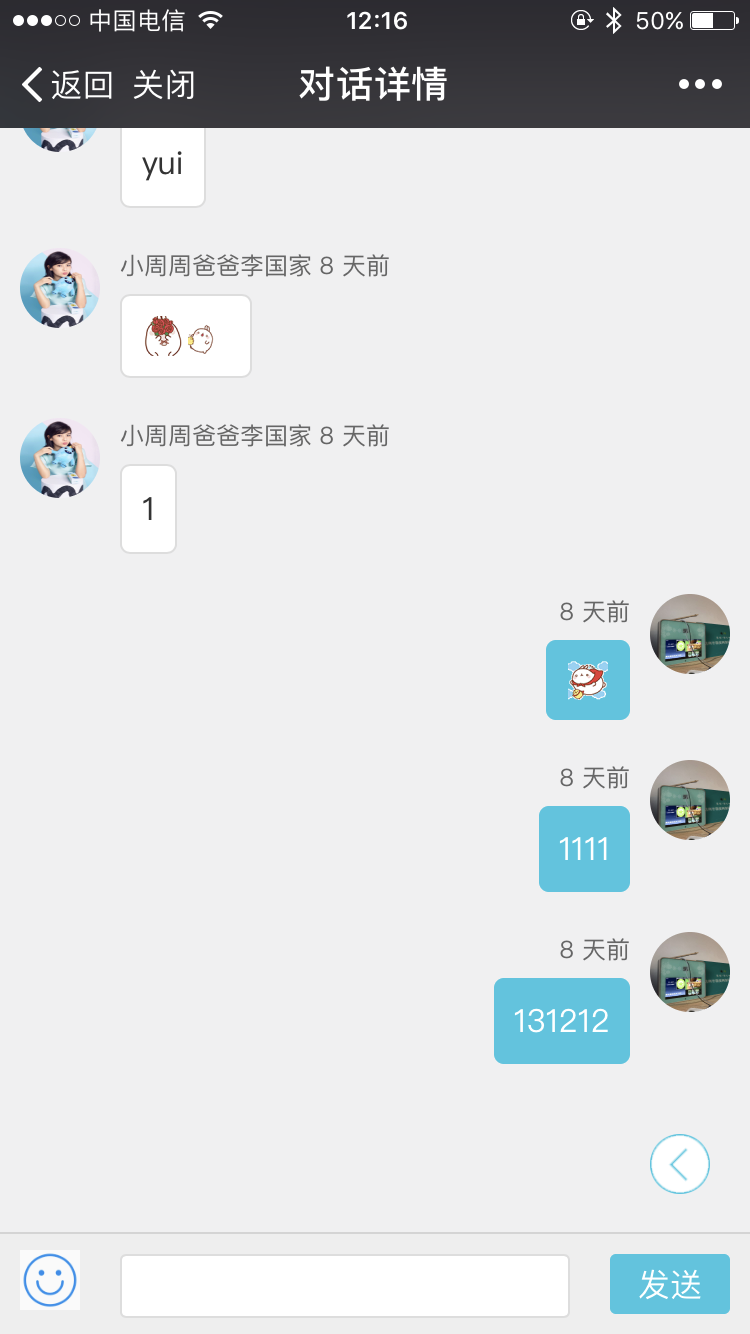 中国电信 12:16 50%
返回 关闭 对话详情
yui
小周周爸爸李国家 8 天前
小周周爸爸李国家 8 天前
1
8 天前
8 天前
1111
8 天前
131212
发送